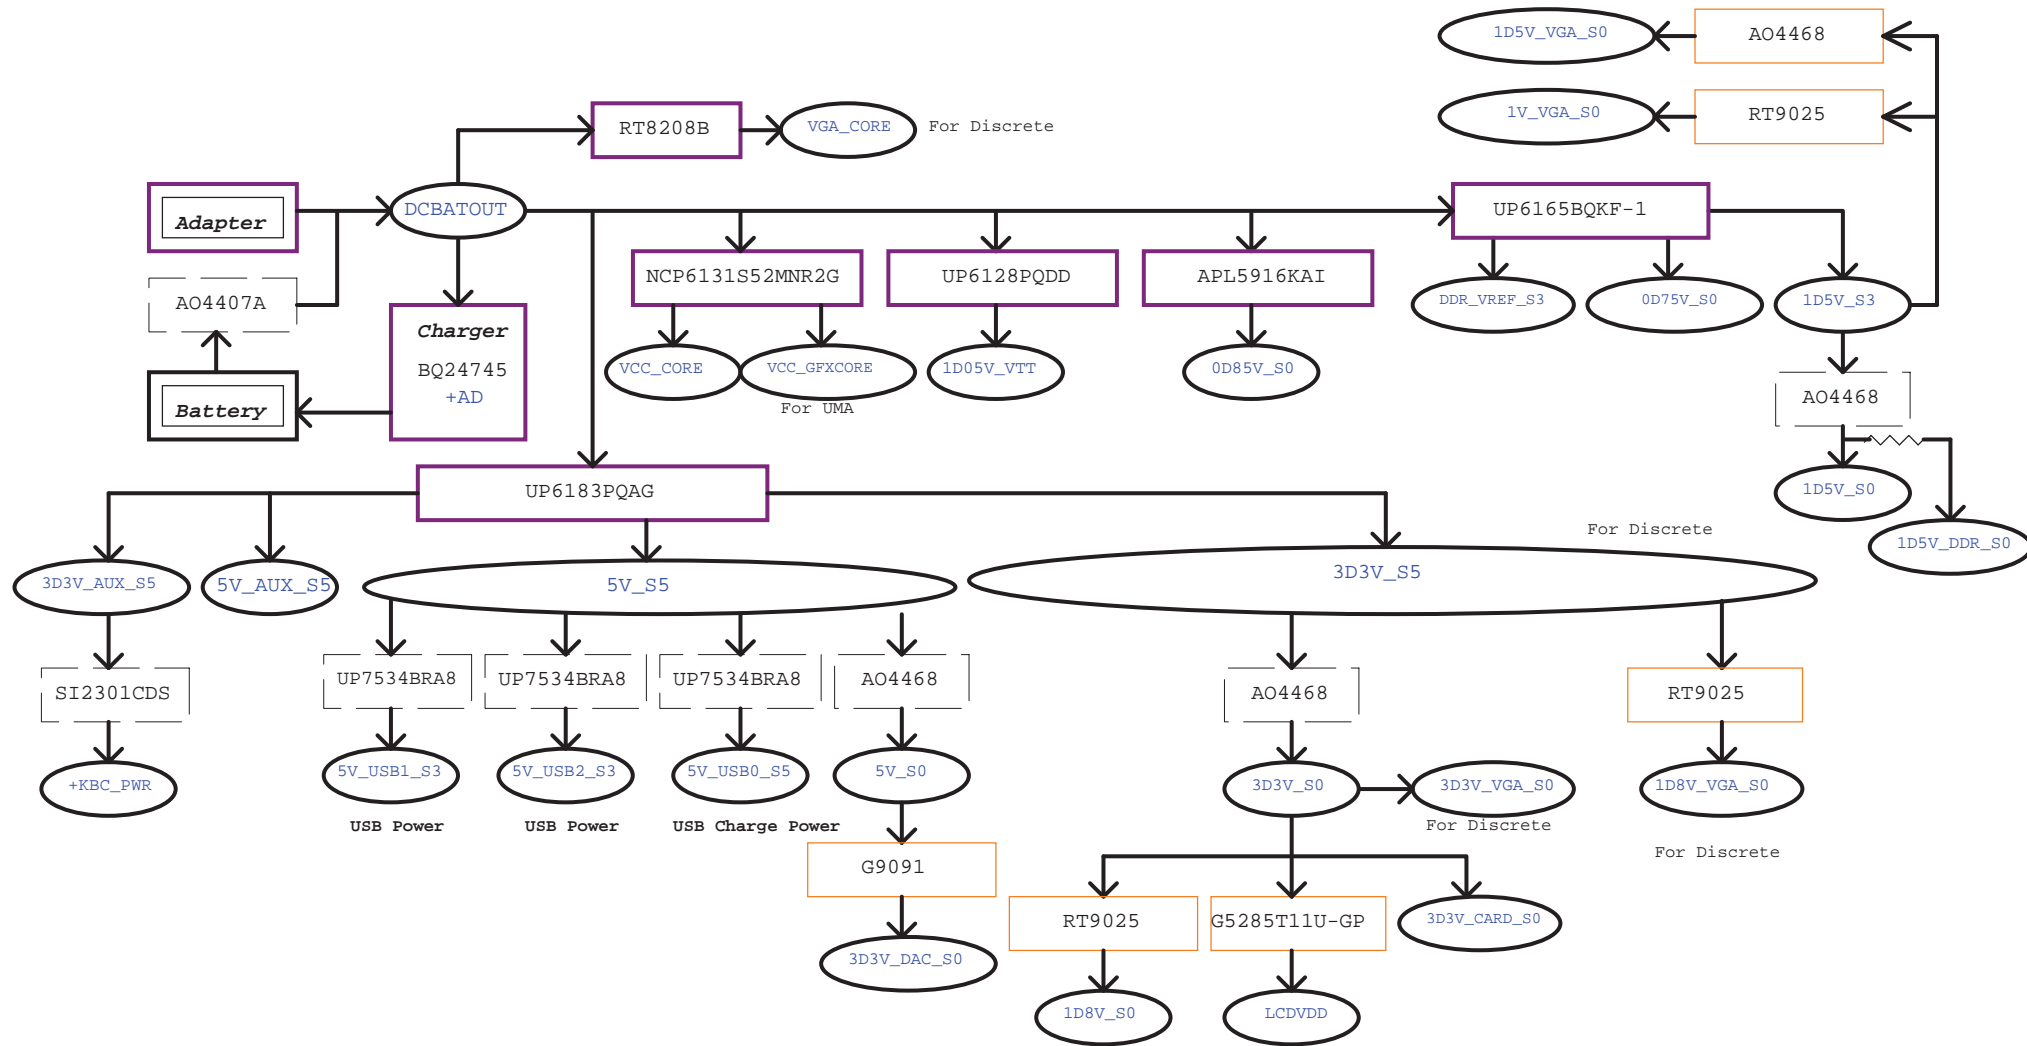 1D5V_VGA_S0
AO4468
1V_VGA_S0
RT9025
RT8208B
VGA_CORE
For Discrete
Adapter
DCBATOUT
UP6165BQKF-1
AO4407A
NCP6131S52MNR2G
UP6128PQDD
APL5916KAI
DDR_VREF_S3
0D75V_S0
1D5V_S3
Charger
BQ24745
+AD
Battery
VCC_CORE
VCC_GFXCORE
For UMA
1D05V_VTT
0D85V_S0
AO4468
1D5V_S0
1D5V_DDR_S0
UP6183PQAG
For Discrete
3D3V_AUX_S5
5V_AUX_S5
5V_S5
3D3V_S5
SI2301CDS
UP7534BRA8
UP7534BRA8
UP7534BRA8
AO4468
AO4468
RT9025
+KBC_PWR
5V_USB1_S3
5V_USB2_S3
5V_USB0_S5
5V_S0
3D3V_S0
3D3V_VGA_S0
1D8V_VGA_S0
USB Power
USB Power
USB Charge Power
For Discrete
For Discrete
G9091
RT9025
G5285T11U-GP
3D3V_CARD_S0
3D3V_DAC_S0
1D8V_S0
LCDVDD